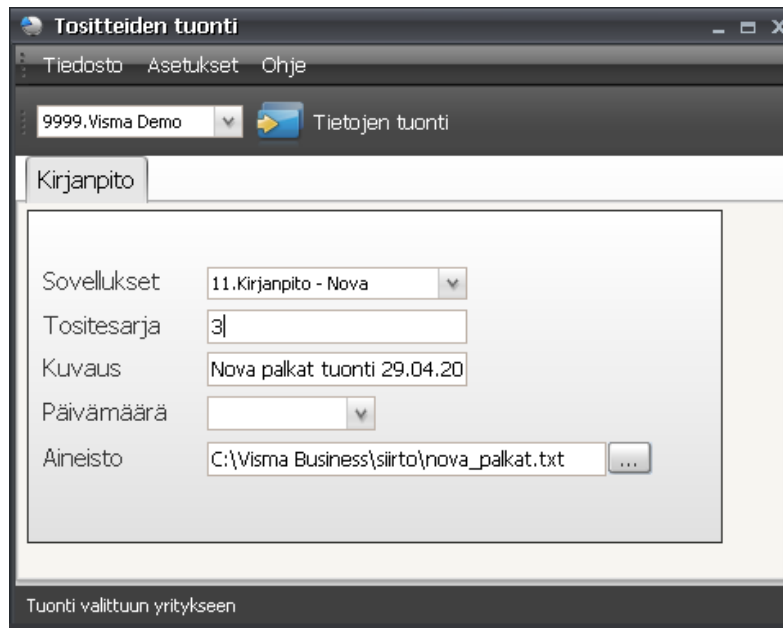 Tositteiden tuonti
Tiedosto Asetukset Ohje
9999.Visma Demo Tietojen tuonti
Kirjanpito
Sovellukset 11.Kirjanpito - Nova
Tositesarja 3
Kuvaus Nova palkat tuonti 29.04.20
Päivämäärä
Aineisto C:\Visma Business\siirto\nova_palkat.txt ...
Tuonti valittuun yritykseen